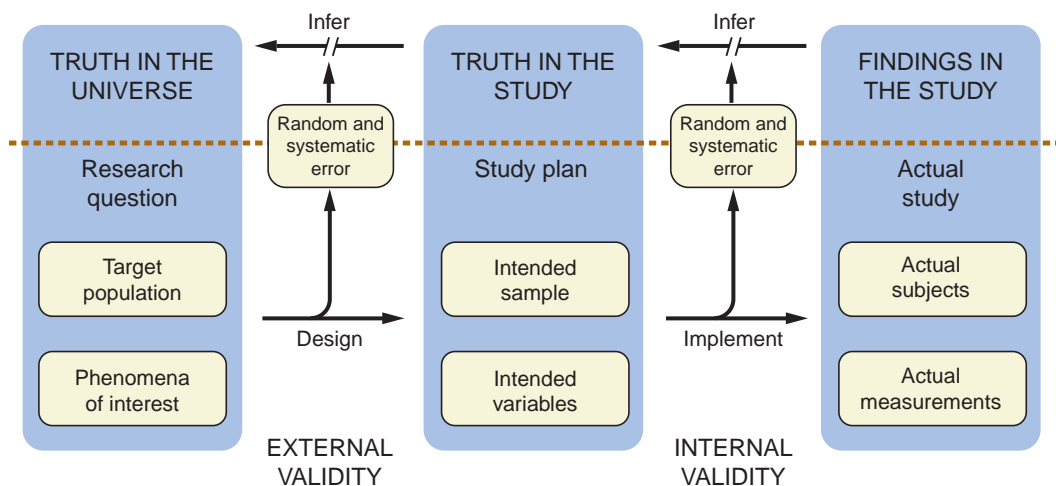 Infer
Infer
TRUTH IN THE
UNIVERSE
TRUTH IN THE
STUDY
FINDINGS IN
THE STUDY
Random and
systematic
error
Random and
systematic
error
Research
question
Study plan
Actual
study
Target
population
Intended
sample
Actual
subjects
Design
Implement
Phenomena
of interest
Intended
variables
Actual
measurements
EXTERNAL
VALIDITY
INTERNAL
VALIDITY